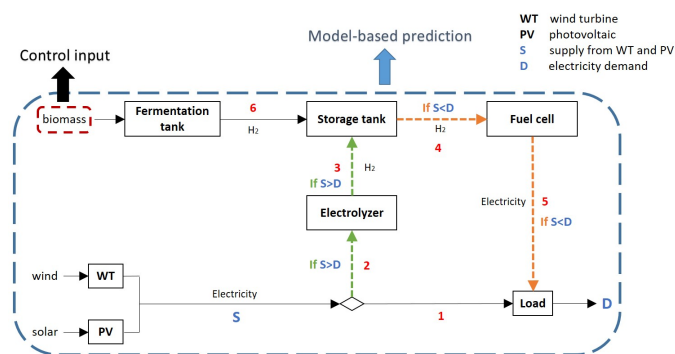 WT wind turbine
PV photovoltaic
S supply from WT and PV
D electricity demand
Model-based prediction
Control input
biomass
Fermentation
tank
6
H₂
Storage tank
If S<D
H₂
4
Fuel cell
3
H₂
If S>D
Electrolyzer
Electricity
5
If S<D
If S>D
2
wind
WT
Electricity
S
1
Load
D
solar
PV